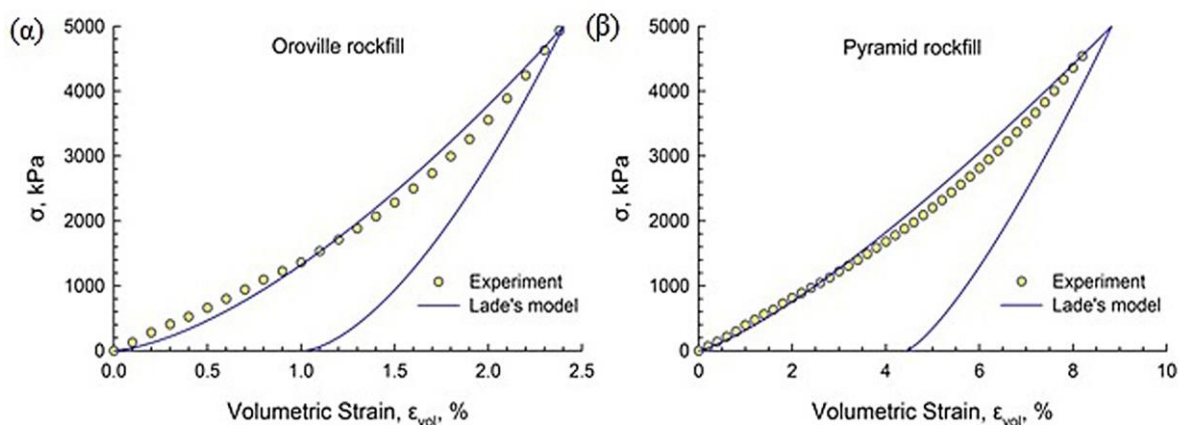 (α)
Oroville rockfill
5000
4000
3000
2000
1000
0
σ, kPa
Experiment
Lade's model
0.0 0.5 1.0 1.5 2.0 2.5
Volumetric Strain, εvol, %
(β)
Pyramid rockfill
5000
4000
3000
2000
1000
0
σ, kPa
Experiment
Lade's model
0 2 4 6 8 10
Volumetric Strain, εvol, %